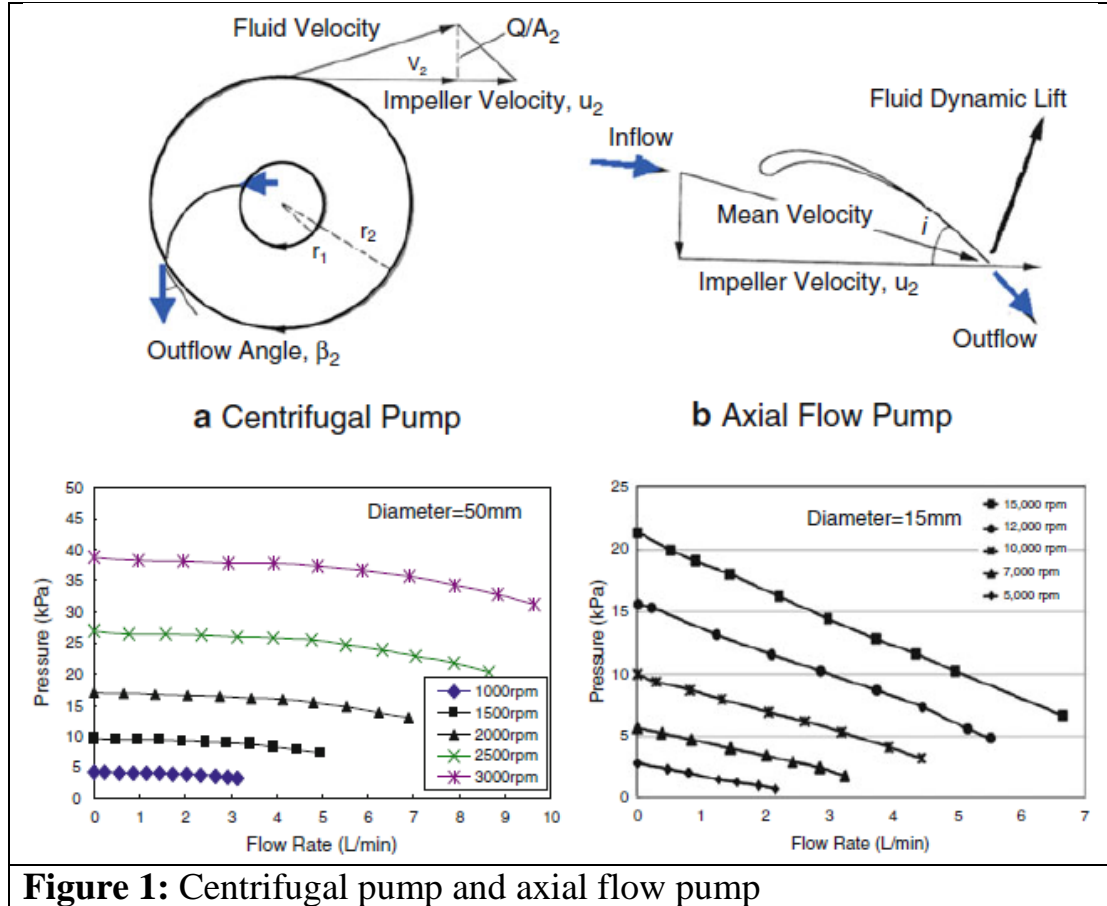 Fluid Velocity
Q/A2
V2
Impeller Velocity, u2
r2
r1
Outflow Angle, β2
a Centrifugal Pump
Fluid Dynamic Lift
Inflow
Mean Velocity
i
Impeller Velocity, u2
Outflow
b Axial Flow Pump
50
45
40
35
30
25
20
15
10
5
0
Pressure (kPa)
Diameter=50mm
1000rpm
1500rpm
2000rpm
2500rpm
3000rpm
0 1 2 3 4 5 6 7 8 9 10
Flow Rate (L/min)
25
20
15
10
5
0
Pressure (kPa)
Diameter=15mm
15,000 rpm
12,000 rpm
10,000 rpm
7,000 rpm
5,000 rpm
0 1 2 3 4 5 6 7
Flow Rate (L/min)
Figure 1: Centrifugal pump and axial flow pump